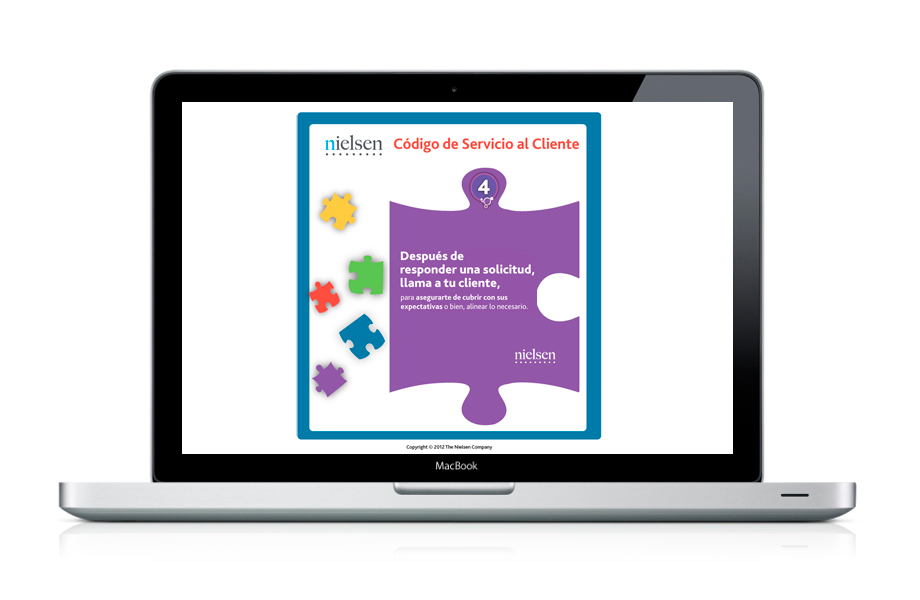 nielsen
Código de Servicio al Cliente
4
Después de
responder una solicitud,
llama a tu cliente,
para asegurarte de cubrir con sus
expectativas o bien, alinear lo necesario.
nielsen
Copyright © 2012 The Nielsen Company
MacBook